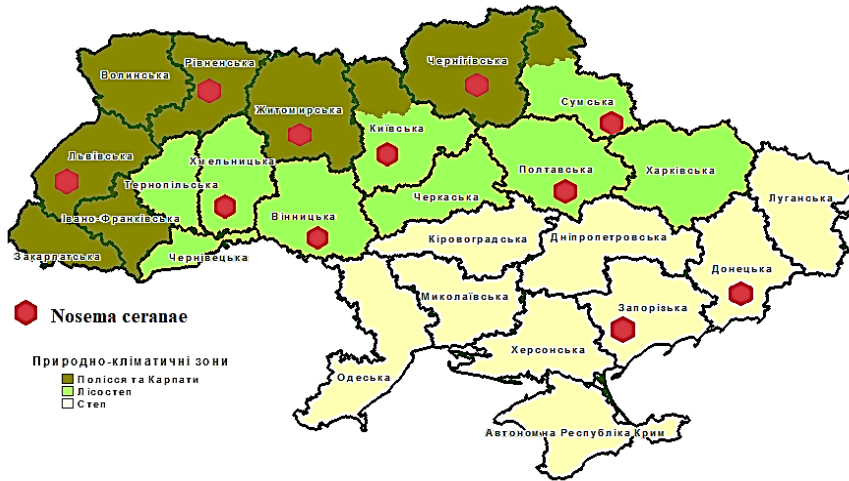 Волинська
Рівненська
Житомирська
Чернігівська
Сумська
Київська
Львівська
Хмельницька
Тернопільська
Полтавська
Харківська
Луганська
Черкаська
Вінницька
Івано-Франківська
Закарпатська
Чернівецька
Кіровоградська
Дніпропетровська
Донецька
Миколаївська
Запорізька
Херсонська
Одеська
Автономна Республіка Крим
Nosema ceranae
Природно-кліматичні зони
Полісся та Карпати
Лісостеп
Степ